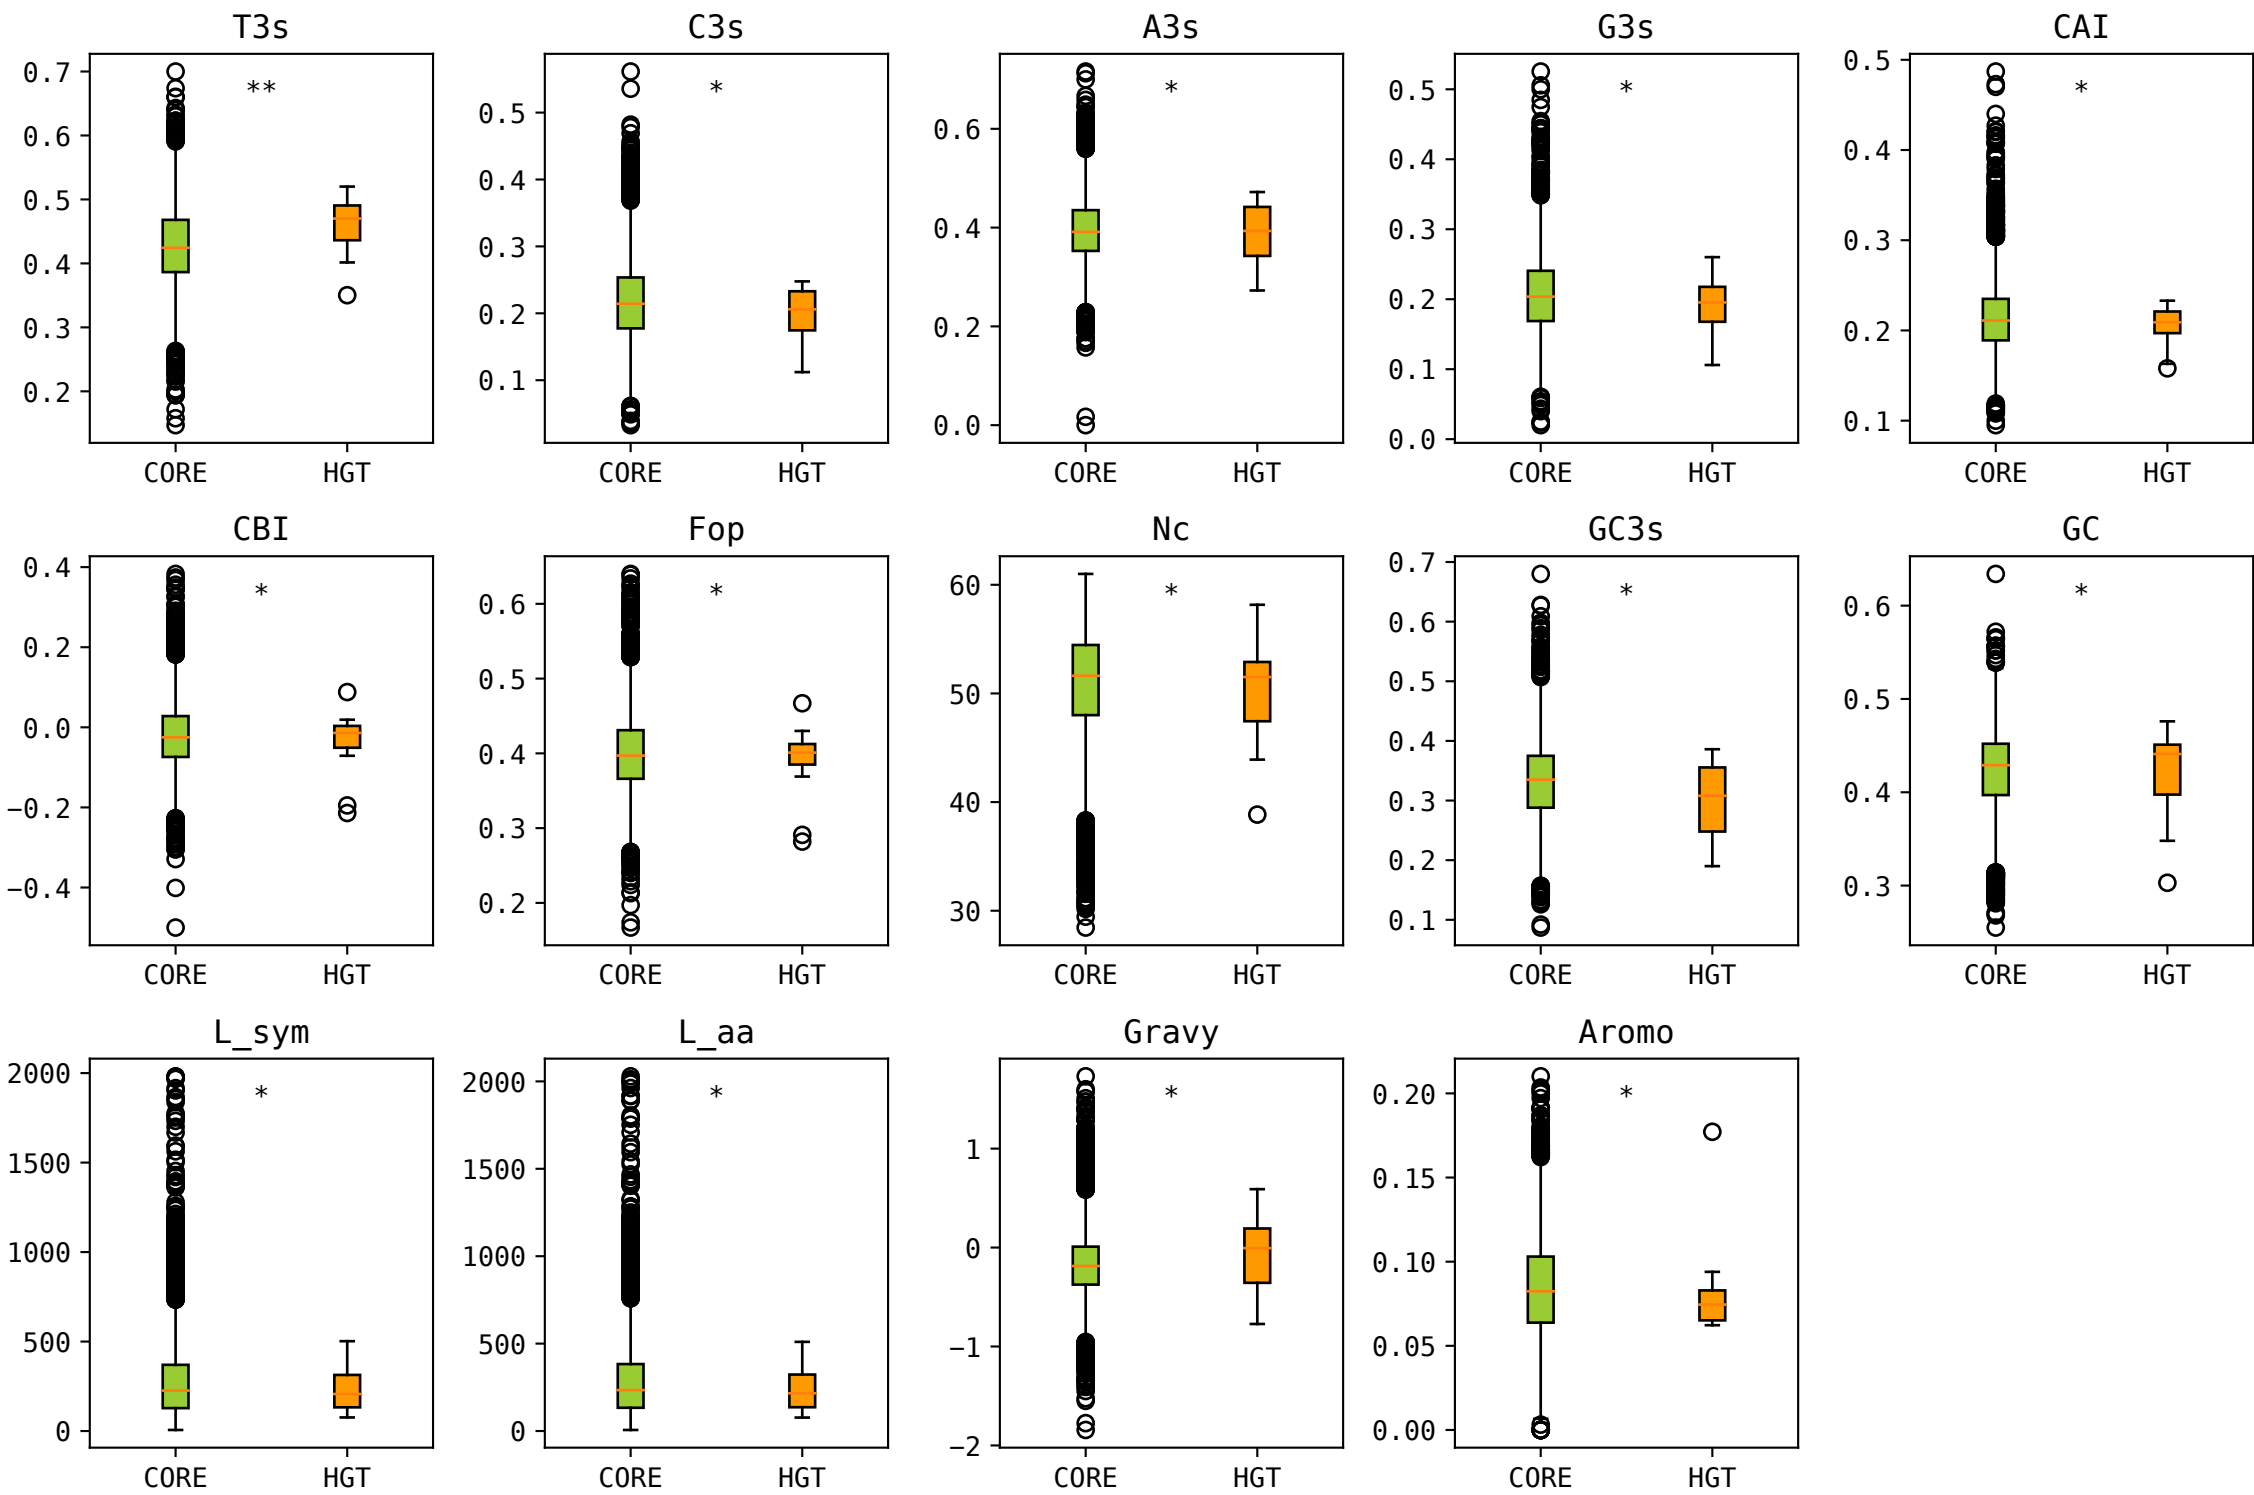 T3s C3s A3s G3s CAI
0.7 0.6 0.5 0.4 0.3 0.2
**
CORE HGT
0.5 0.4 0.3 0.2 0.1
*
CORE HGT
0.6 0.4 0.2 0.0
*
CORE HGT
0.5 0.4 0.3 0.2 0.1 0.0
*
CORE HGT
0.5 0.4 0.3 0.2 0.1
*
CORE HGT
CBI Fop Nc GC3s GC
0.4 0.2 0.0 −0.2 −0.4
*
CORE HGT
0.6 0.5 0.4 0.3 0.2
*
CORE HGT
60 50 40 30
*
CORE HGT
0.7 0.6 0.5 0.4 0.3 0.2 0.1
*
CORE HGT
0.6 0.5 0.4 0.3
*
CORE HGT
L_sym L_aa Gravy Aromo
2000 1500 1000 500 0
*
CORE HGT
2000 1500 1000 500 0
*
CORE HGT
1 0 −1 −2
*
CORE HGT
0.20 0.15 0.10 0.05 0.00
*
CORE HGT